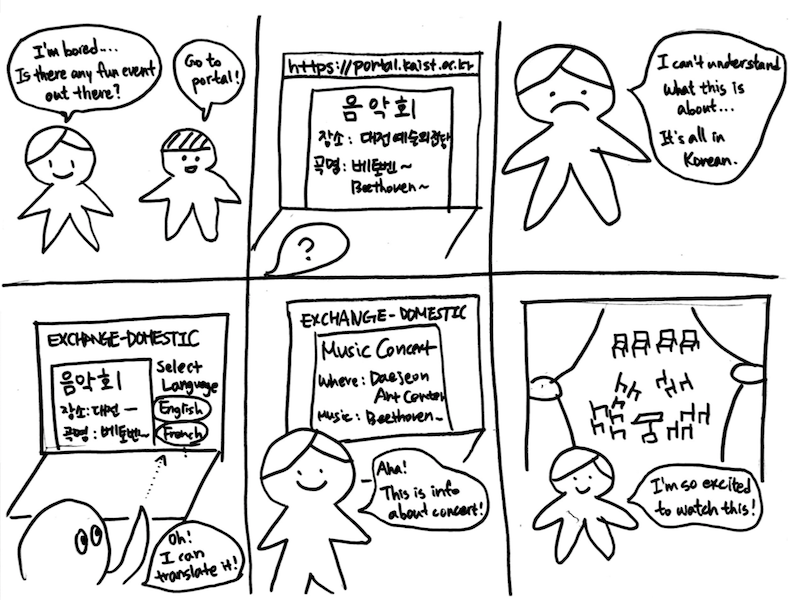 I'm bored....
Is there any fun event
out there?
Go to
portal!
https://portal.kaist.ac.kr
음악회
장소: 대전예술의전당
곡명: 베토벤~
Beethoven~
?
I can't understand
what this is
about...
It's all in
Korean.
EXCHANGE-DOMESTIC
음악회
장소: 대전 ─
곡명: 베토벤~
Select
Language
English
French
Oh!
I can
translate it!
EXCHANGE-DOMESTIC
Music Concert
Where: Daejeon
Art Center
Music: Beethoven~
Aha!
This is info
about concert!
I'm so excited
to watch this!